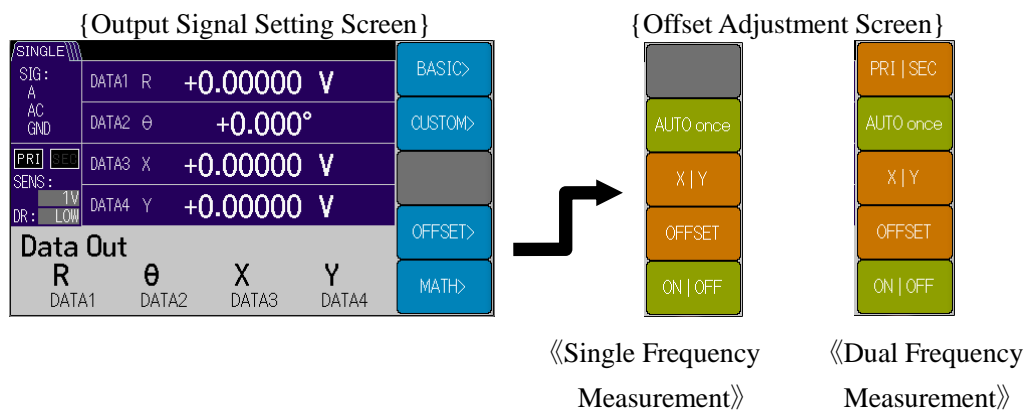 {Output Signal Setting Screen}
{Offset Adjustment Screen}
SINGLE
SIG:
A
AC
GND
PRI SEC
SENS:
1V
DR: LOW
DATA1 R +0.00000 V
DATA2 θ +0.000°
DATA3 X +0.00000 V
DATA4 Y +0.00000 V
Data Out
R θ X Y
DATA1 DATA2 DATA3 DATA4
BASIC>
CUSTOM>
OFFSET>
MATH>
AUTO once
X|Y
OFFSET
ON|OFF
PRI|SEC
AUTO once
X|Y
OFFSET
ON|OFF
《Single Frequency
Measurement》
《Dual Frequency
Measurement》